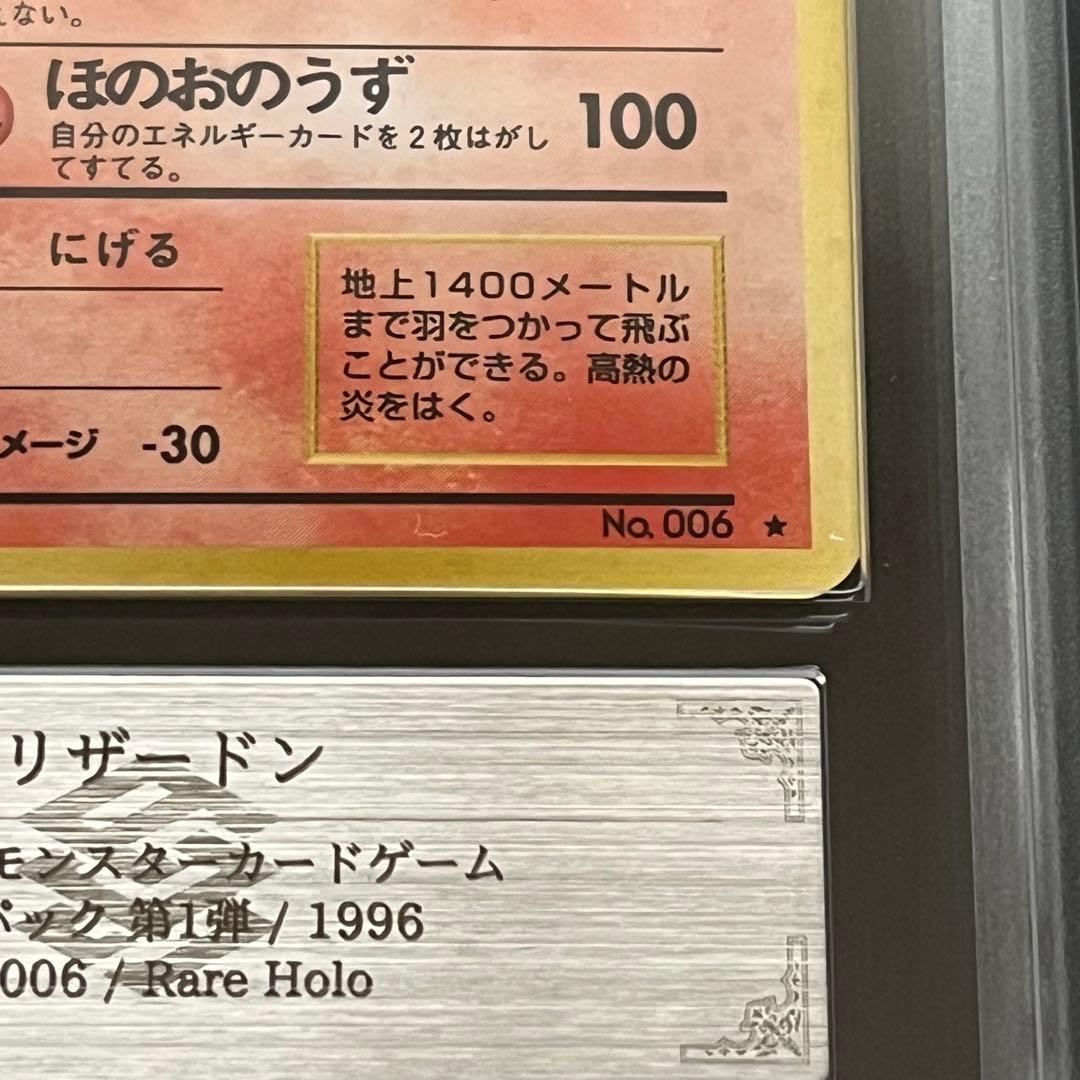 えない。
ほのおのうず 100
自分のエネルギーカードを2枚はがし
てすてる。
にげる
地上1400メートル
まで羽をつかって飛ぶ
ことができる。高熱の
炎をはく。
メージ -30
No.006 ★
リザードン
モンスターカードゲーム
パック 第1弾 / 1996
006 / Rare Holo